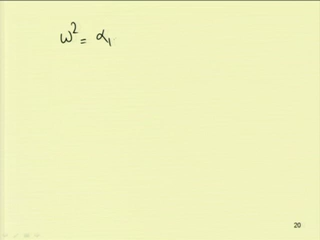 ω² = α₁
20